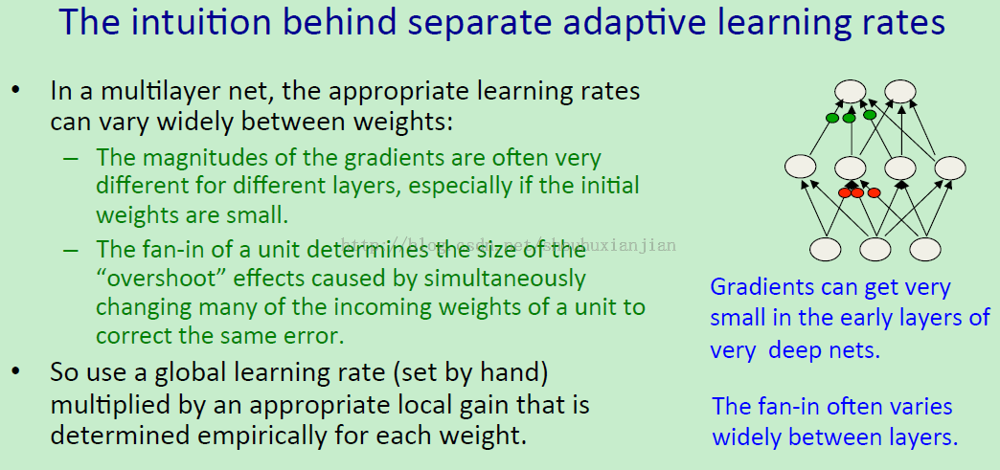 The intuition behind separate adaptive learning rates
• In a multilayer net, the appropriate learning rates
can vary widely between weights:
– The magnitudes of the gradients are often very
different for different layers, especially if the initial
weights are small.
– The fan-in of a unit determines the size of the
“overshoot” effects caused by simultaneously
changing many of the incoming weights of a unit to
correct the same error.
• So use a global learning rate (set by hand)
multiplied by an appropriate local gain that is
determined empirically for each weight.
Gradients can get very
small in the early layers of
very deep nets.
The fan-in often varies
widely between layers.